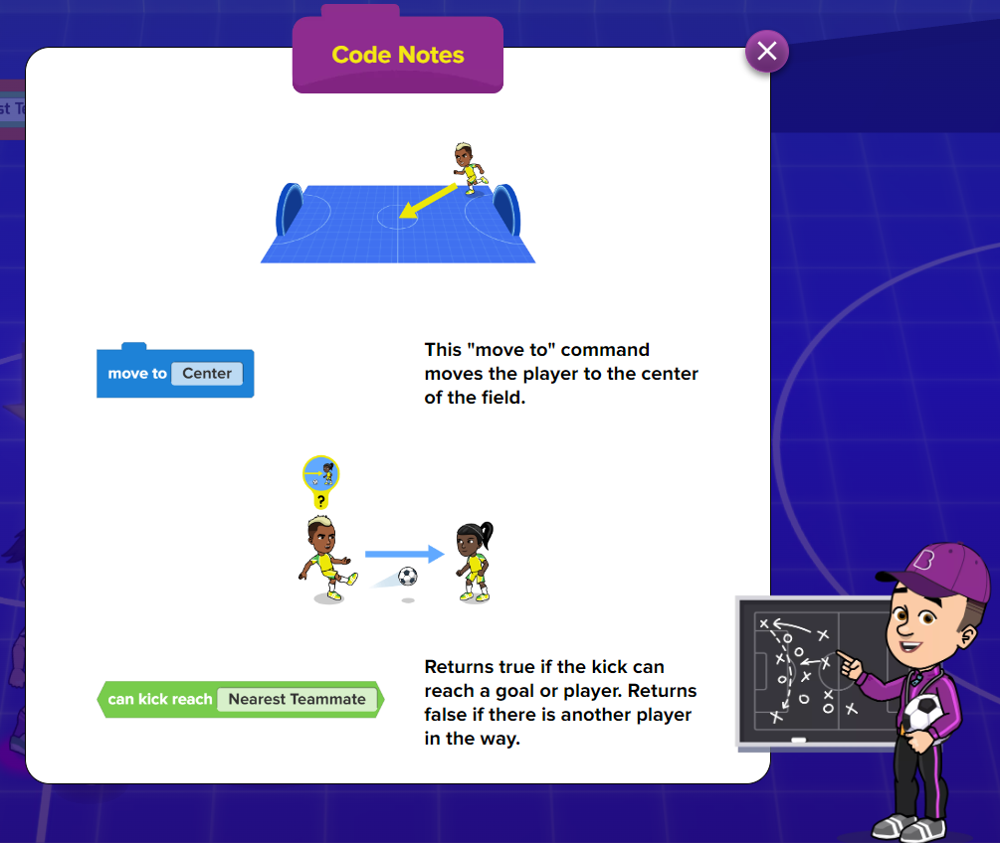 Code Notes
move to Center
This "move to" command
moves the player to the center
of the field.
?
can kick reach Nearest Teammate
Returns true if the kick can
reach a goal or player. Returns
false if there is another player
in the way.
B